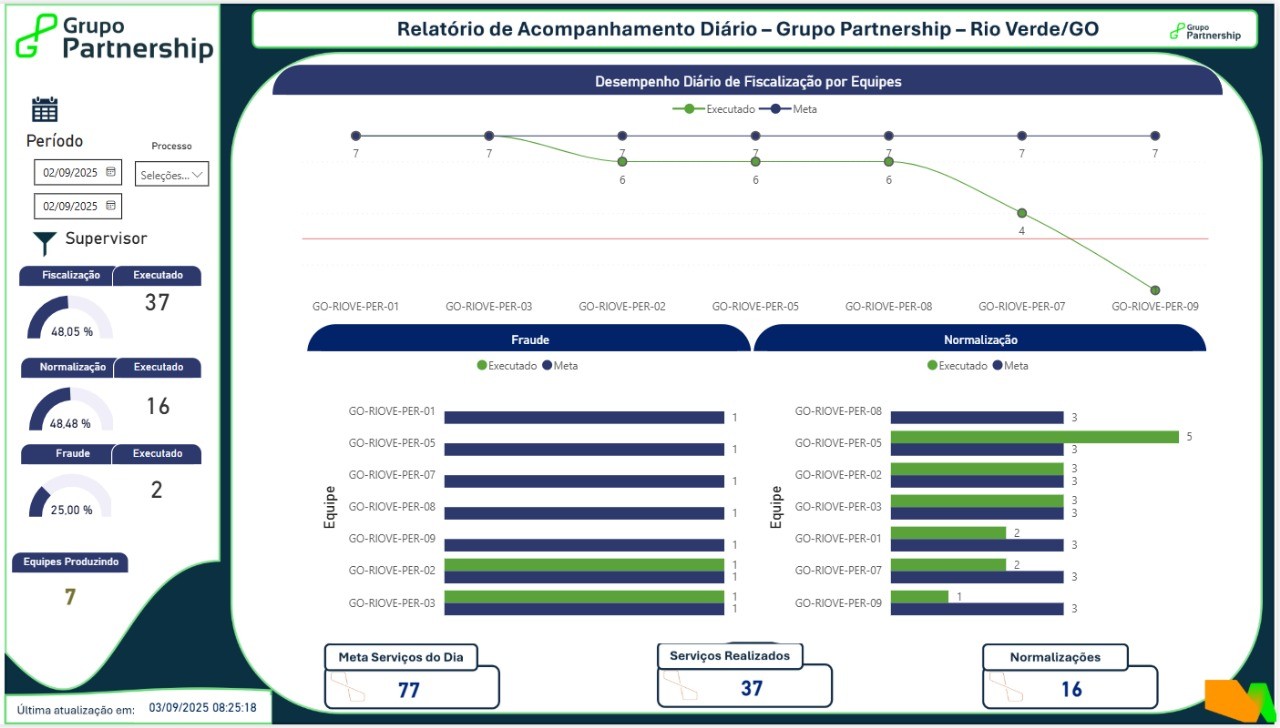 Grupo
Partnership
Relatório de Acompanhamento Diário – Grupo Partnership – Rio Verde/GO
Grupo
Partnership
Período
Processo
02/09/2025
Seleções...
02/09/2025
Supervisor
Fiscalização Executado
37
48,05 %
Normalização Executado
16
48,48 %
Fraude Executado
2
25,00 %
Equipes Produzindo
7
Última atualização em: 03/09/2025 08:25:18
Desempenho Diário de Fiscalização por Equipes
Executado Meta
7 7 7 7 7 7 7
6 6 6
4
GO-RIOVE-PER-01 GO-RIOVE-PER-03 GO-RIOVE-PER-02 GO-RIOVE-PER-05 GO-RIOVE-PER-08 GO-RIOVE-PER-07 GO-RIOVE-PER-09
Fraude
Executado Meta
Equipe
GO-RIOVE-PER-01 1
GO-RIOVE-PER-05 1
GO-RIOVE-PER-07 1
GO-RIOVE-PER-08 1
GO-RIOVE-PER-09 1
GO-RIOVE-PER-02 1
1
GO-RIOVE-PER-03 1
1
Normalização
Executado Meta
Equipe
GO-RIOVE-PER-08 3
GO-RIOVE-PER-05 5
3
GO-RIOVE-PER-02 3
3
GO-RIOVE-PER-03 3
3
GO-RIOVE-PER-01 2
3
GO-RIOVE-PER-07 2
3
GO-RIOVE-PER-09 1
3
Meta Serviços do Dia
77
Serviços Realizados
37
Normalizações
16